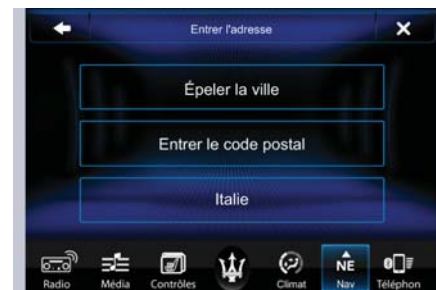 Entrer l'adresse
Épeler la ville
Entrer le code postal
Italie
NE
Radio Média Contrôles Climat Nav Téléphon